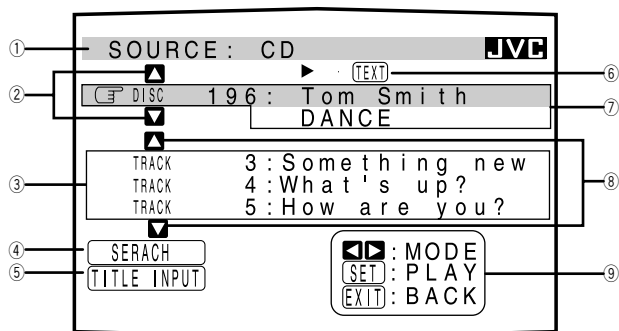 ① SOURCE: CD JVC
② ▲ ▶ · TEXT ⑥
DISC 196: Tom Smith ⑦
▼ DANCE
▲
③ TRACK 3:Something new
TRACK 4:What's up? ⑧
TRACK 5:How are you?
▼
④ SERACH ◀▶: MODE
⑤ TITLE INPUT SET: PLAY ⑨
EXIT: BACK